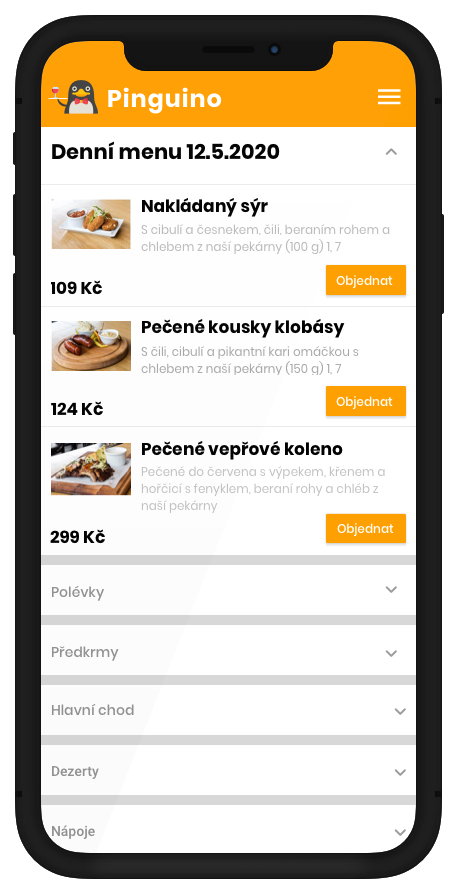 Pinguino
Denní menu 12.5.2020
Nakládaný sýr
S cibulí a česnekem, čili, beraním rohem a
chlebem z naší pekárny (100 g) 1, 7
109 Kč
Objednat
Pečené kousky klobásy
S čili, cibulí a pikantní kari omáčkou s
chlebem z naší pekárny (150 g) 1, 7
124 Kč
Objednat
Pečené vepřové koleno
Pečené do červena s výpekem, křenem a
hořčicí s fenyklem, beraní rohy a chléb z
naší pekárny
299 Kč
Objednat
Polévky
Předkrmy
Hlavní chod
Dezerty
Nápoje